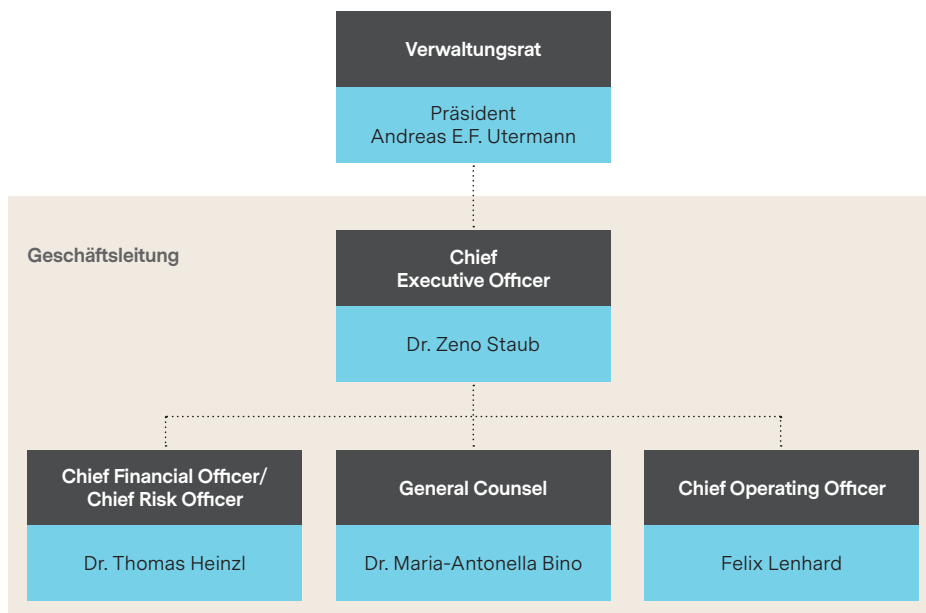 Verwaltungsrat
Präsident
Andreas E.F. Utermann
Geschäftsleitung
Chief
Executive Officer
Dr. Zeno Staub
Chief Financial Officer/
Chief Risk Officer
Dr. Thomas Heinzl
General Counsel
Dr. Maria-Antonella Bino
Chief Operating Officer
Felix Lenhard